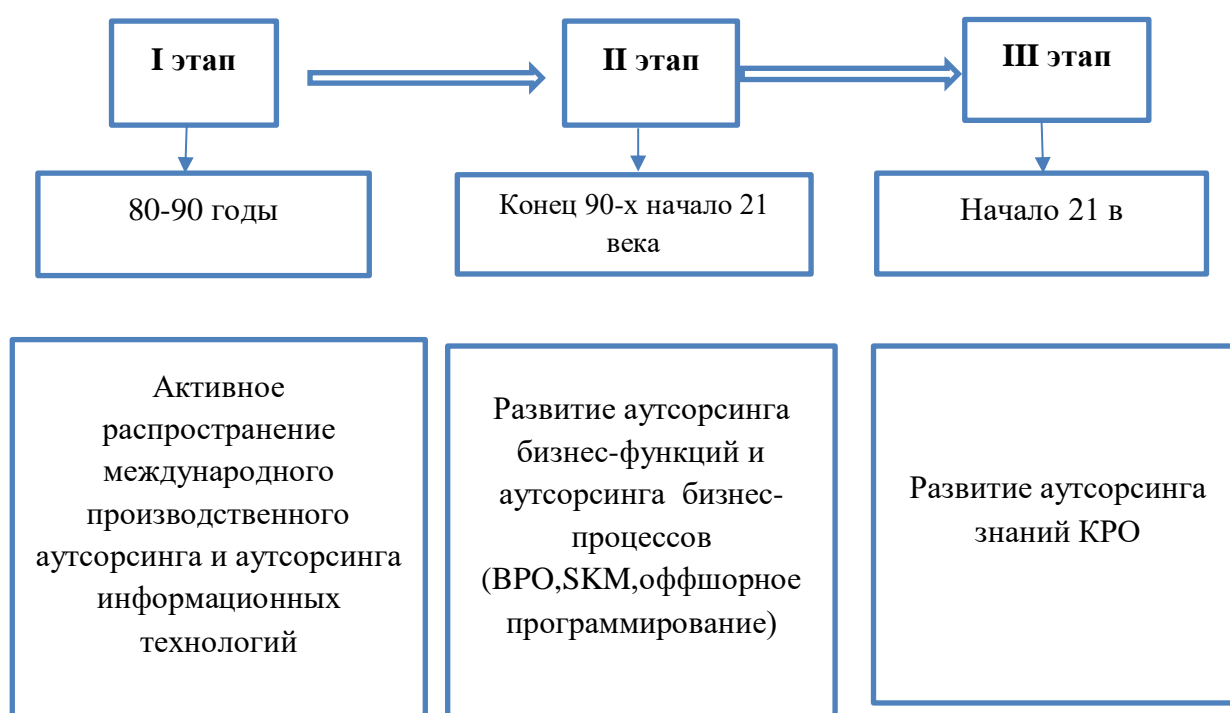 I этап
II этап
III этап
80-90 годы
Конец 90-х начало 21
века
Начало 21 в
Активное
распространение
международного
производственного
аутсорсинга и аутсорсинга
информационных
технологий
Развитие аутсорсинга
бизнес-функций и
аутсорсинга бизнес-
процессов
(BPO,SKM,оффшорное
программирование)
Развитие аутсорсинга
знаний КРО